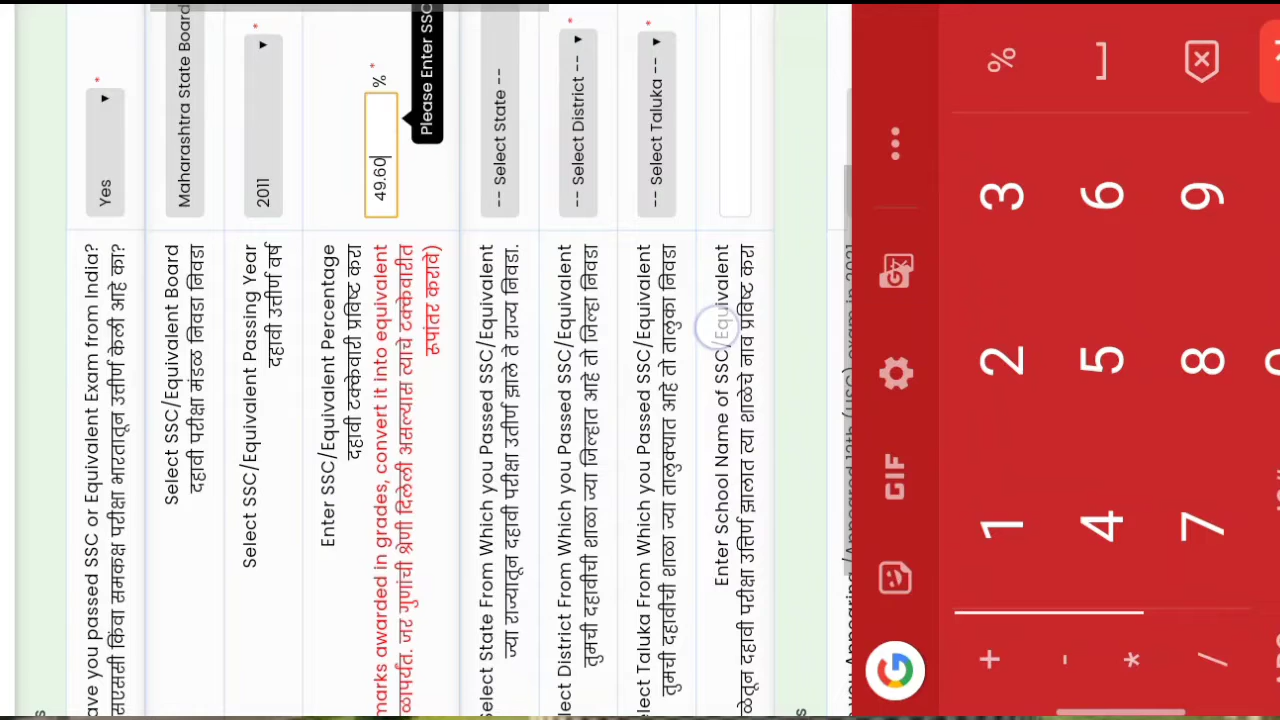 ave you passed SSC or Equivalent Exam from India?
Yes
*
सएससी किंवा समकक्ष परीक्षा भारतातून उत्तीर्ण केली आहे का?
Select SSC/Equivalent Board
Maharashtra State Board
दहावी परीक्षा मंडळ निवडा
Select SSC/Equivalent Passing Year
2011
*
दहावी उत्तीर्ण वर्ष
Enter SSC/Equivalent Percentage
दहावी टक्केवारी प्रविष्ट करा
49.60
% *
Please Enter SSC
marks awarded in grades, convert it into equivalent
ळापर्यंत. जर गुणांची श्रेणी दिलेली असल्यास त्याचे टक्केवारीत
रूपांतर करावे)
elect State From Which you Passed SSC/Equivalent
-- Select State --
ज्या राज्यातून दहावी परीक्षा उतीर्ण झाले ते राज्य निवडा.
lect District From Which you Passed SSC/Equivalent
-- Select District --
*
तुमची दहावीची शाळा ज्या जिल्हात आहे तो जिल्हा निवडा
elect Taluka From Which you Passed SSC/Equivalent
-- Select Taluka --
*
तुमची दहावीची शाळा ज्या तालुक्यात आहे तो तालुका निवडा
Enter School Name of SSC/Equivalent
ळेतून दहावी परीक्षा उत्तिर्ण झालात त्या शाळेचे नाव प्रविष्ट करा
s
GIF
G
+ 1 2 3 %
- 4 5 6
* 7 8 9
/